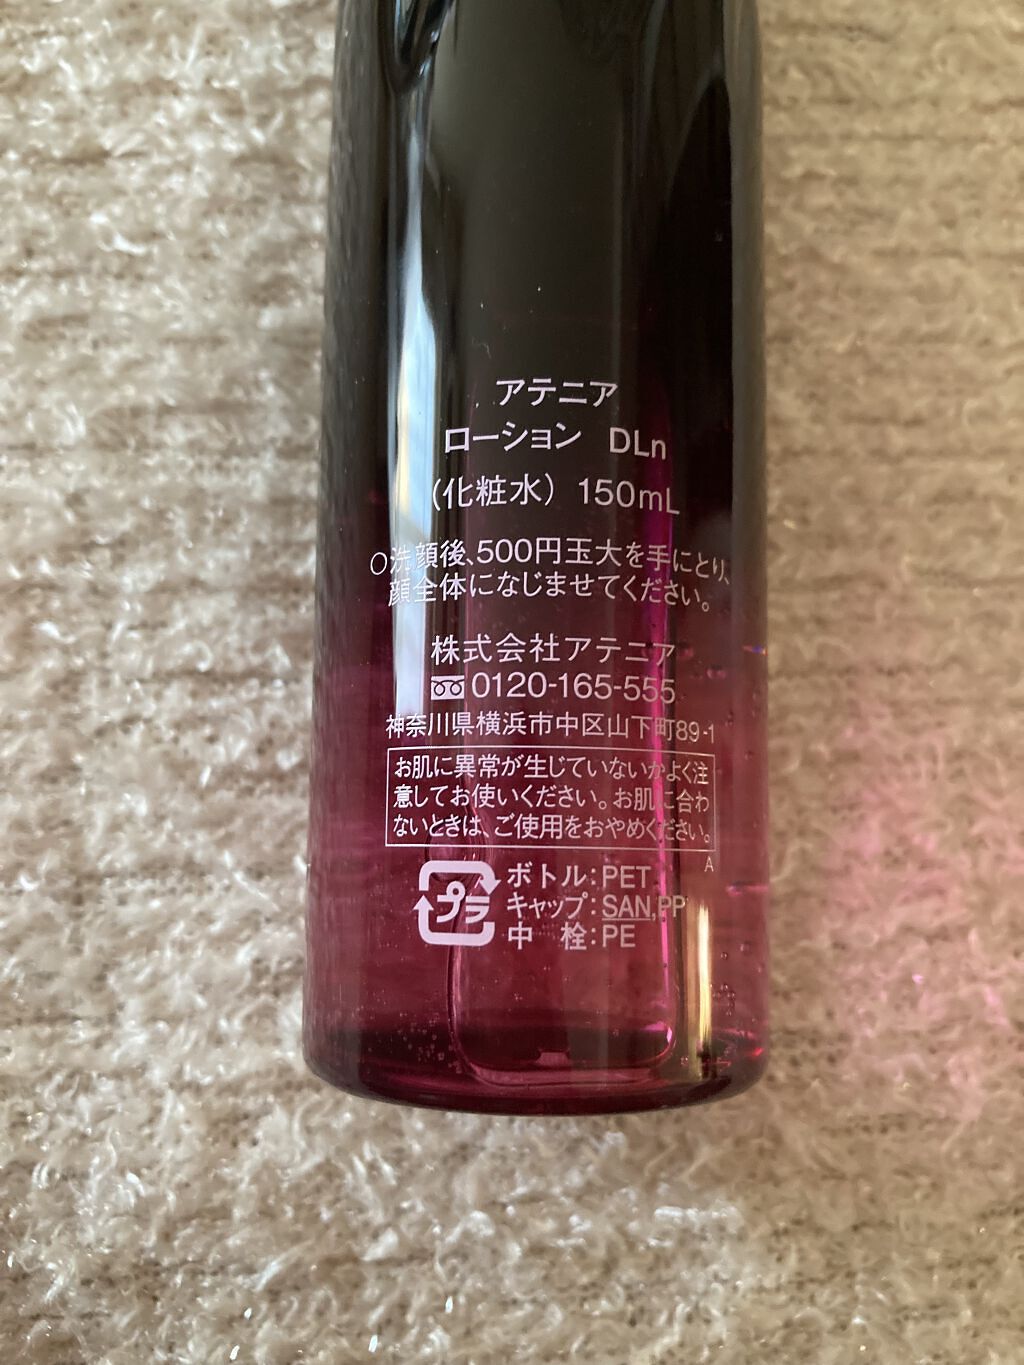 アテニア
ローション DLn
(化粧水) 150mL
○洗顔後、500円玉大を手にとり、
顔全体になじませてください。
株式会社アテニア
0120-165-555
神奈川県横浜市中区山下町89-1
お肌に異常が生じていないかよく注
意してお使いください。お肌に合わ
ないときは、ご使用をおやめください。
A
プラ
ボトル:PET
キャップ:SAN,PP
中 栓:PE